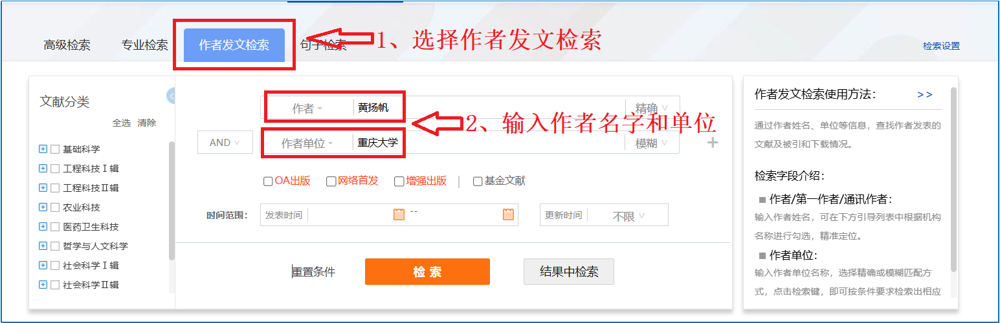 高级检索 专业检索 作者发文检索 句子检索 1、选择作者发文检索 检索设置
文献分类
全选 清除
基础科学
工程科技Ⅰ辑
工程科技Ⅱ辑
农业科技
医药卫生科技
哲学与人文科学
社会科学Ⅰ辑
社会科学Ⅱ辑
作者 黄扬帆 精确
2、输入作者名字和单位
AND 作者单位 重庆大学 模糊 +
OA出版 网络首发 增强出版 | 基金文献
时间范围: 发表时间 -- 更新时间 不限
重置条件 检索 结果中检索
作者发文检索使用方法: >>
通过作者姓名、单位等信息，查找作者发表的
文献及被引和下载情况。
检索字段介绍:
作者/第一作者/通讯作者:
输入作者姓名，可在下方引导列表中根据机构
名称进行勾选，精准定位。
作者单位:
输入作者单位名称，选择精确或模糊匹配方
式，点击检索键，即可按条件要求检索出相应